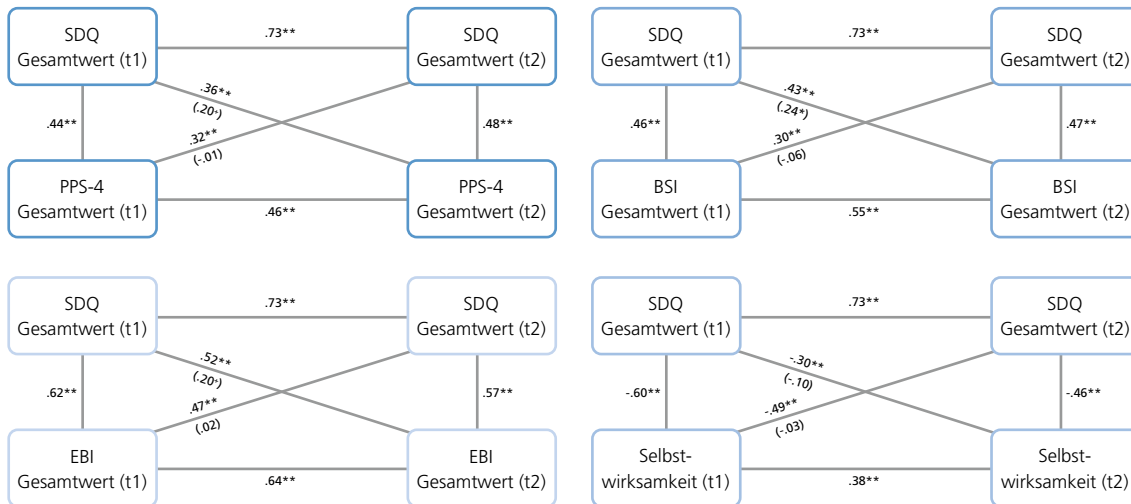 SDQ
Gesamtwert (t1)
.73**
SDQ
Gesamtwert (t2)
.36**
(.20⁺)
.44**
.32**
(-.01)
.48**
PPS-4
Gesamtwert (t1)
.46**
PPS-4
Gesamtwert (t2)
SDQ
Gesamtwert (t1)
.73**
SDQ
Gesamtwert (t2)
.43**
(.24*)
.46**
.30**
(-.06)
.47**
BSI
Gesamtwert (t1)
.55**
BSI
Gesamtwert (t2)
SDQ
Gesamtwert (t1)
.73**
SDQ
Gesamtwert (t2)
.52**
(.20⁺)
.62**
.47**
(.02)
.57**
EBI
Gesamtwert (t1)
.64**
EBI
Gesamtwert (t2)
SDQ
Gesamtwert (t1)
.73**
SDQ
Gesamtwert (t2)
-.30**
(-.10)
-.60**
-.49**
(-.03)
-.46**
Selbst-
wirksamkeit (t1)
.38**
Selbst-
wirksamkeit (t2)